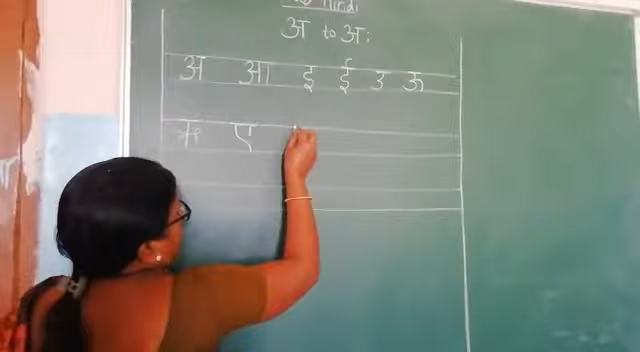 Hindi
अ to अः
अ आ इ ई उ ऊ
ऋ ए